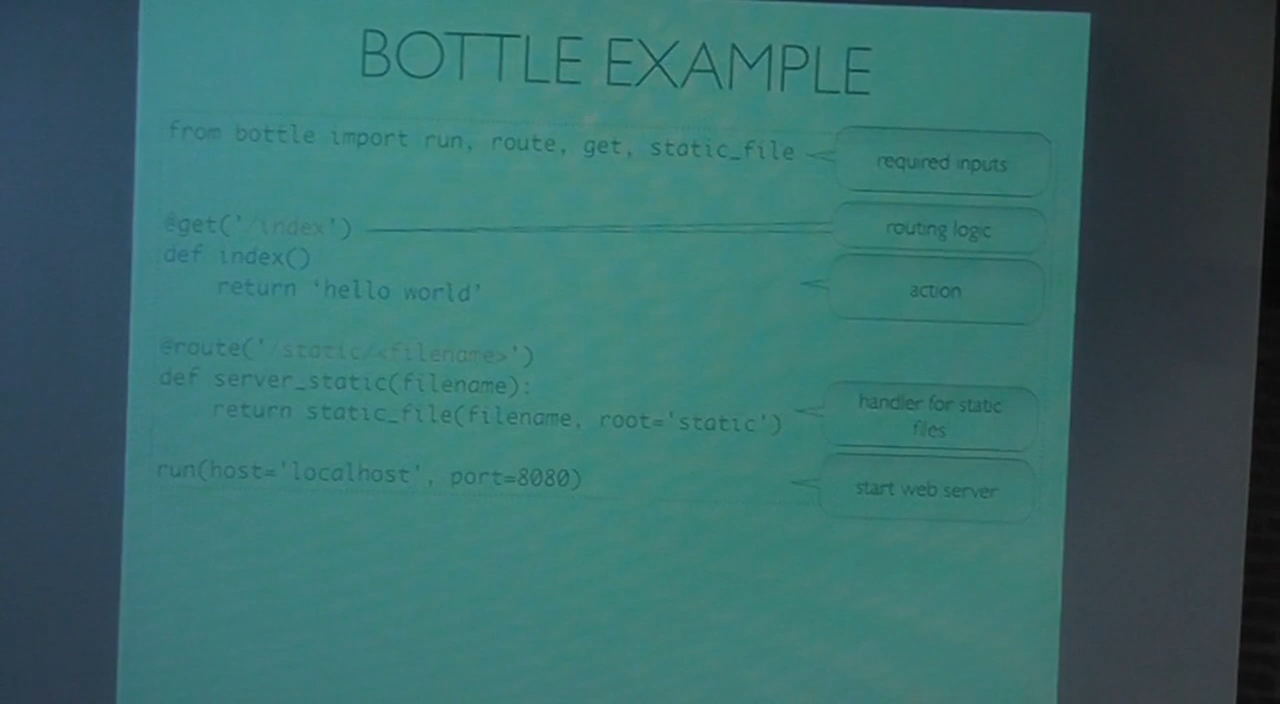 BOTTLE EXAMPLE
from bottle import run, route, get, static_file
required inputs
@get('/index')
routing logic
def index()
return 'hello world'
action
@route('/static/<filename>')
def server_static(filename):
return static_file(filename, root='static')
handler for static
files
run(host='localhost', port=8080)
start web server